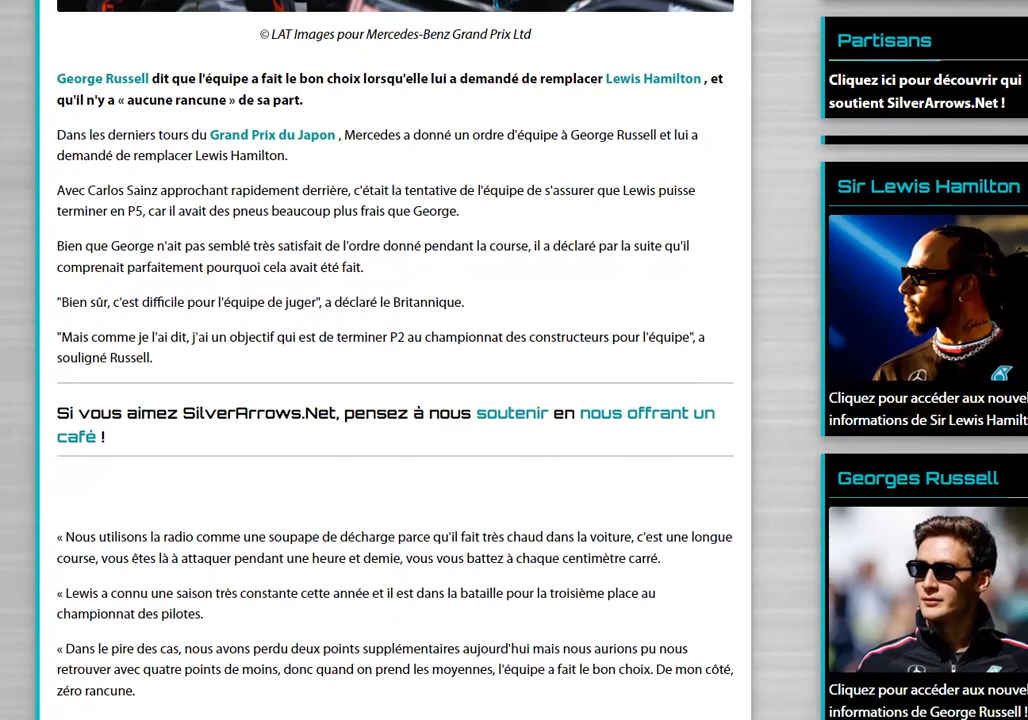 © LAT Images pour Mercedes-Benz Grand Prix Ltd
George Russell dit que l'équipe a fait le bon choix lorsqu'elle lui a demandé de remplacer Lewis Hamilton , et
qu'il n'y a « aucune rancune » de sa part.
Dans les derniers tours du Grand Prix du Japon , Mercedes a donné un ordre d'équipe à George Russell et lui a
demandé de remplacer Lewis Hamilton.
Avec Carlos Sainz approchant rapidement derrière, c'était la tentative de l'équipe de s'assurer que Lewis puisse
terminer en P5, car il avait des pneus beaucoup plus frais que George.
Bien que George n'ait pas semblé très satisfait de l'ordre donné pendant la course, il a déclaré par la suite qu'il
comprenait parfaitement pourquoi cela avait été fait.
"Bien sûr, c'est difficile pour l'équipe de juger", a déclaré le Britannique.
"Mais comme je l'ai dit, j'ai un objectif qui est de terminer P2 au championnat des constructeurs pour l'équipe", a
souligné Russell.
Si vous aimez SilverArrows.Net, pensez à nous soutenir en nous offrant un
café !
« Nous utilisons la radio comme une soupape de décharge parce qu'il fait très chaud dans la voiture, c'est une longue
course, vous êtes là à attaquer pendant une heure et demie, vous vous battez à chaque centimètre carré.
« Lewis a connu une saison très constante cette année et il est dans la bataille pour la troisième place au
championnat des pilotes.
« Dans le pire des cas, nous avons perdu deux points supplémentaires aujourd'hui mais nous aurions pu nous
retrouver avec quatre points de moins, donc quand on prend les moyennes, l'équipe a fait le bon choix. De mon côté,
zéro rancune.
Partisans
Cliquez ici pour découvrir qui
soutient SilverArrows.Net !
Sir Lewis Hamilton
Cliquez pour accéder aux nouvel
informations de Sir Lewis Hamilt
Georges Russell
Cliquez pour accéder aux nouvel
informations de George Russell !